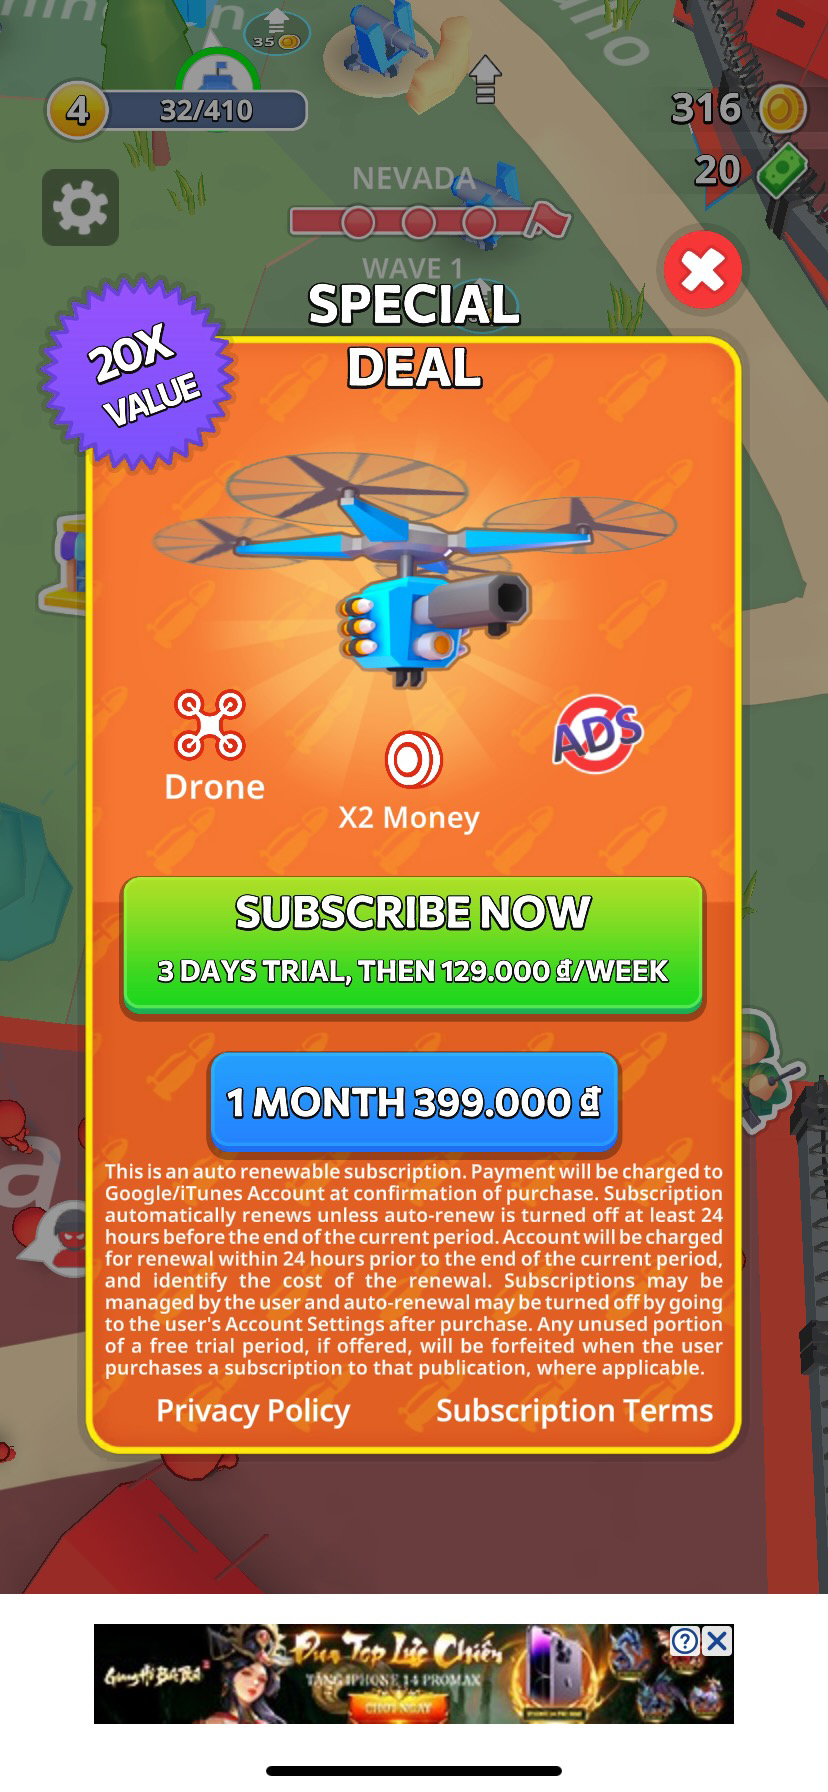 35
4
32/410
316
20
NEVADA
WAVE 1
SPECIAL
DEAL
20X
VALUE
ADS
Drone
X2 Money
SUBSCRIBE NOW
3 DAYS TRIAL, THEN 129.000 ₫/WEEK
1 MONTH 399.000 ₫
This is an auto renewable subscription. Payment will be charged to
Google/iTunes Account at confirmation of purchase. Subscription
automatically renews unless auto-renew is turned off at least 24
hours before the end of the current period. Account will be charged
for renewal within 24 hours prior to the end of the current period,
and identify the cost of the renewal. Subscriptions may be
managed by the user and auto-renewal may be turned off by going
to the user's Account Settings after purchase. Any unused portion
of a free trial period, if offered, will be forfeited when the user
purchases a subscription to that publication, where applicable.
Privacy Policy
Subscription Terms
Đua Top Lực Chiến
TẶNG IPHONE 14 PROMAX
CHƠI NGAY